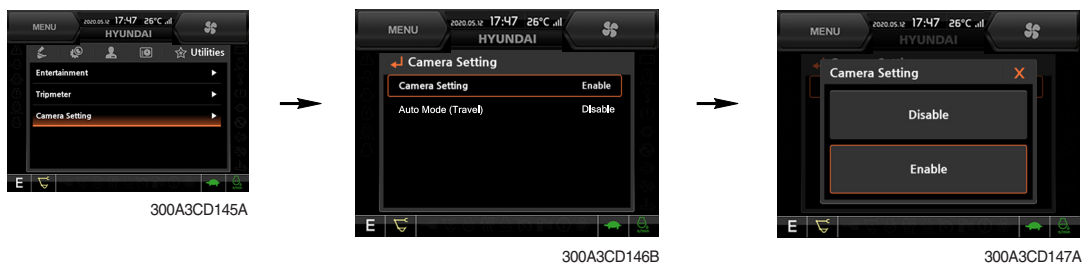 MENU
2020.05.12 17:47 26°C
HYUNDAI
Utilities
Entertainment
Tripmeter
Camera Setting
E
300A3CD145A
MENU
2020.05.12 17:47 26°C
HYUNDAI
Camera Setting
Camera Setting Enable
Auto Mode (Travel) Disable
E
300A3CD146B
MENU
2020.05.12 17:47 26°C
HYUNDAI
Camera Setting X
Disable
Enable
E
300A3CD147A